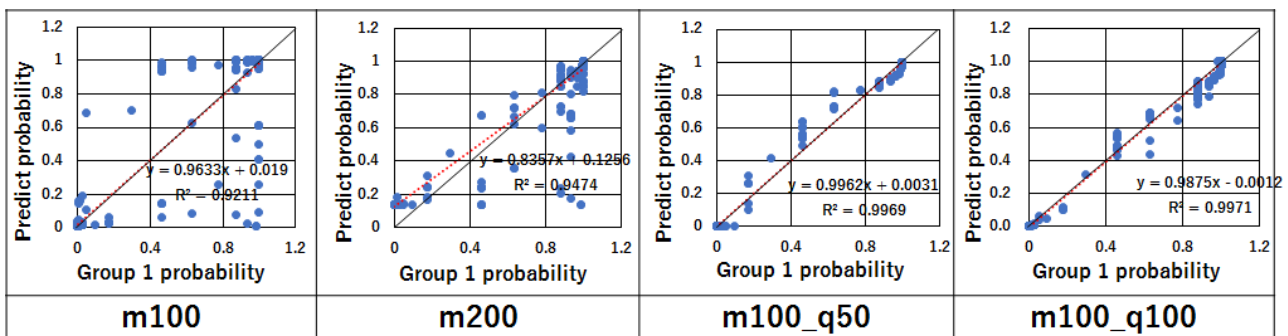 Predict probability
1.2
1
0.8
0.6
0.4
0.2
0
0
0.4
0.8
1.2
y = 0.9633x + 0.019
R² = 0.9211
Group 1 probability
m100
Predict probability
1.2
1
0.8
0.6
0.4
0.2
0
0
0.4
0.8
1.2
y = 0.8357x + 0.1256
R² = 0.9474
Group 1 probability
m200
Predict probability
1.2
1
0.8
0.6
0.4
0.2
0
0
0.4
0.8
1.2
y = 0.9962x + 0.0031
R² = 0.9969
Group 1 probability
m100_q50
Predict probability
1.2
1
0.8
0.6
0.4
0.2
0.0
0
0.4
0.8
1.2
y = 0.9875x - 0.0012
R² = 0.9971
Group 1 probability
m100_q100